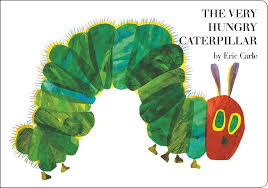 THE VERY
HUNGRY
CATERPILLAR
by Eric Carle